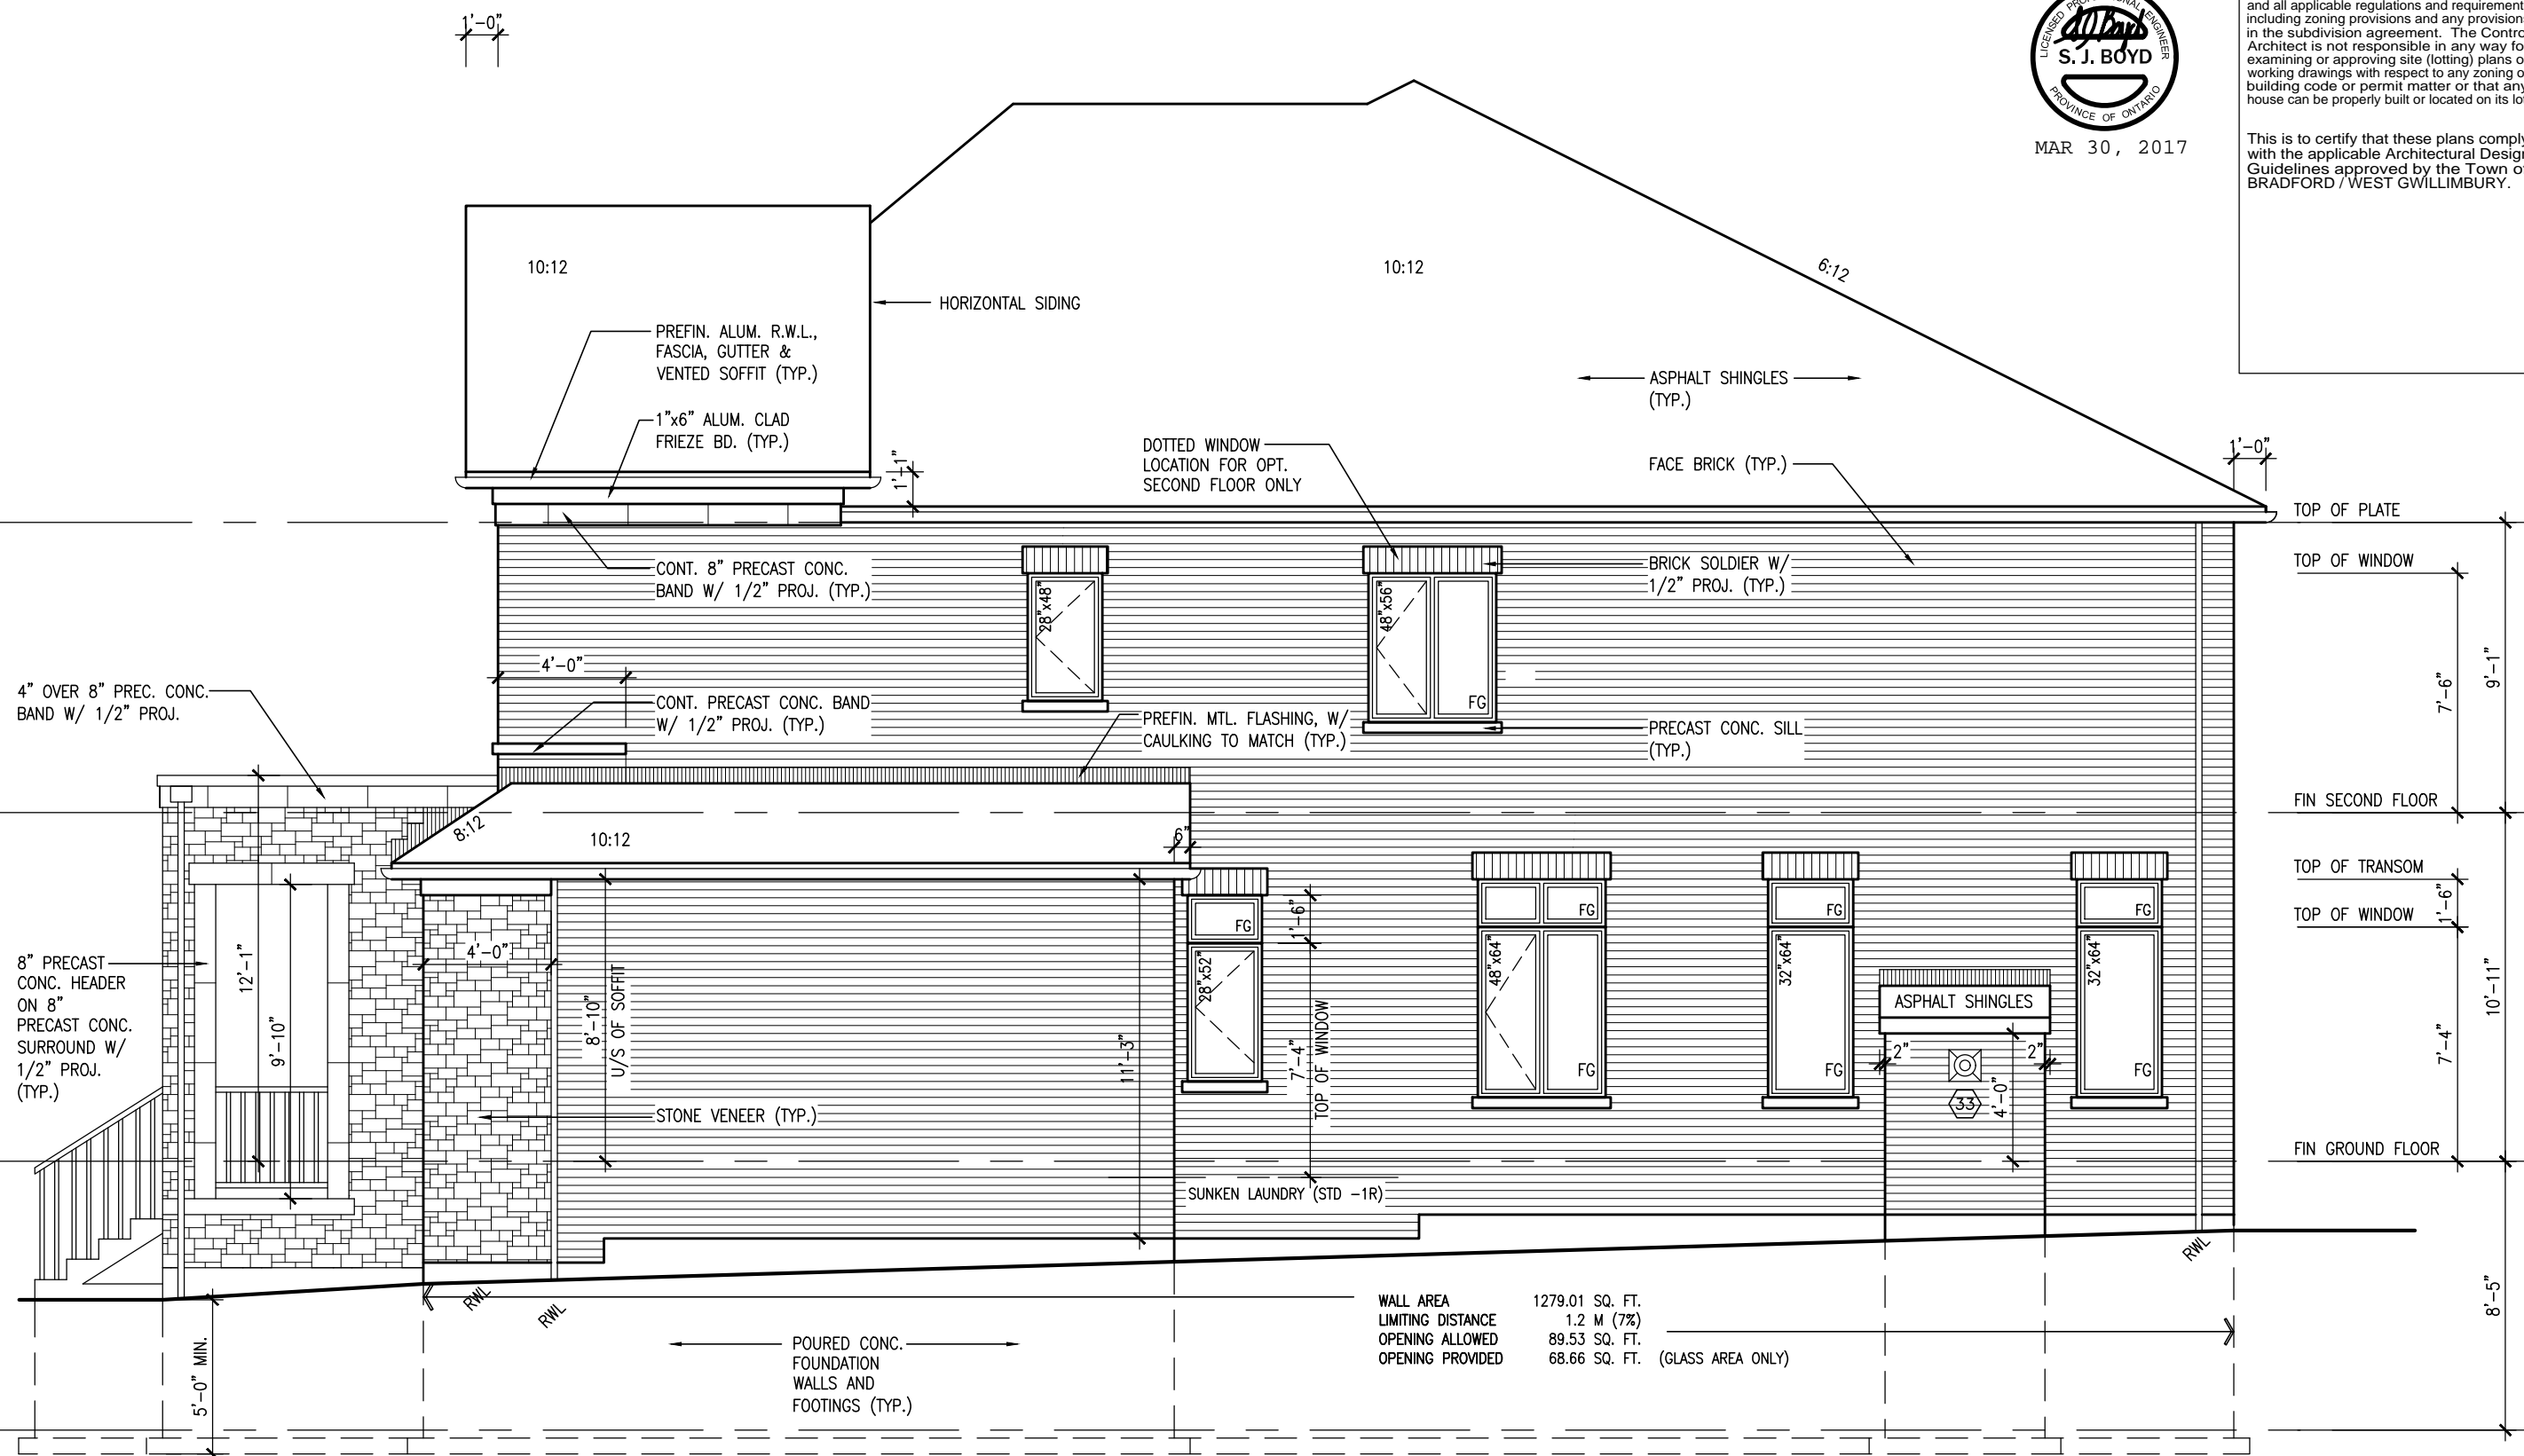 1'-0"
LICENSED PROFESSIONAL ENGINEER
S. J. BOYD
PROVINCE OF ONTARIO
MAR 30, 2017
and all applicable regulations and requirement
including zoning provisions and any provision
in the subdivision agreement. The Contro
Architect is not responsible in any way fo
examining or approving site (lotting) plans o
working drawings with respect to any zoning o
building code or permit matter or that any
house can be properly built or located on its lo
This is to certify that these plans comply
with the applicable Architectural Design
Guidelines approved by the Town of
BRADFORD / WEST GWILLIMBURY.
10:12
10:12
6:12
HORIZONTAL SIDING
PREFIN. ALUM. R.W.L.,
FASCIA, GUTTER &
VENTED SOFFIT (TYP.)
ASPHALT SHINGLES
(TYP.)
1"x6" ALUM. CLAD
FRIEZE BD. (TYP.)
1'-1"
DOTTED WINDOW
LOCATION FOR OPT.
SECOND FLOOR ONLY
FACE BRICK (TYP.)
1'-0"
TOP OF PLATE
CONT. 8" PRECAST CONC.
BAND W/ 1/2" PROJ. (TYP.)
28"x48"
48"x56"
FG
BRICK SOLDIER W/
1/2" PROJ. (TYP.)
TOP OF WINDOW
4'-0"
7'-6"
9'-1"
4" OVER 8" PREC. CONC.
BAND W/ 1/2" PROJ.
CONT. PRECAST CONC. BAND
W/ 1/2" PROJ. (TYP.)
PREFIN. MTL. FLASHING, W/
CAULKING TO MATCH (TYP.)
PRECAST CONC. SILL
(TYP.)
FIN SECOND FLOOR
8:12
10:12
6"
TOP OF TRANSOM
1'-6"
TOP OF WINDOW
8" PRECAST
CONC. HEADER
ON 8"
PRECAST CONC.
SURROUND W/
1/2" PROJ.
(TYP.)
12'-1"
9'-10"
4'-0"
8'-10"
U/S OF SOFFIT
11'-3"
FG
28"x52"
1'-6"
7'-4"
TOP OF WINDOW
FG
48"x64"
FG
FG
32"x64"
FG
ASPHALT SHINGLES
2"
2"
33
4'-0"
FG
32"x64"
FG
10'-11"
7'-4"
STONE VENEER (TYP.)
FIN GROUND FLOOR
SUNKEN LAUNDRY (STD -1R)
RWL
RWL
RWL
8'-5"
5'-0" MIN.
POURED CONC.
FOUNDATION
WALLS AND
FOOTINGS (TYP.)
WALL AREA 1279.01 SQ. FT.
LIMITING DISTANCE 1.2 M (7%)
OPENING ALLOWED 89.53 SQ. FT.
OPENING PROVIDED 68.66 SQ. FT. (GLASS AREA ONLY)